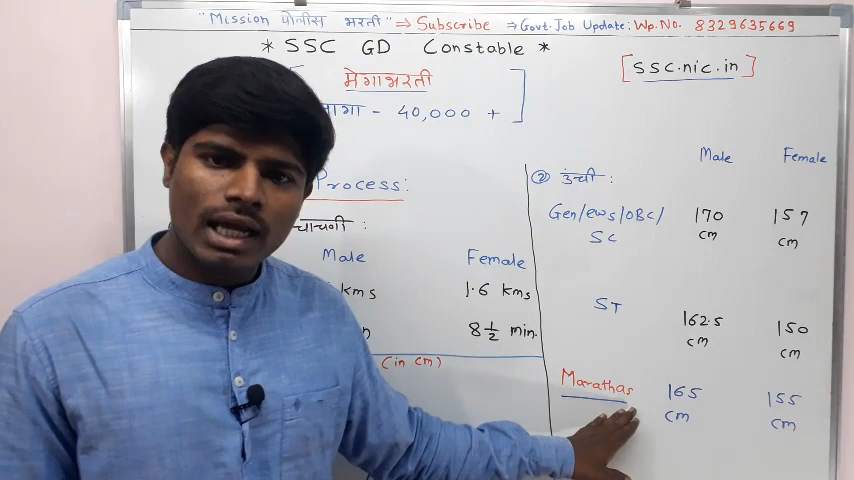 "Mission पोलीस भरती" ⇒ Subscribe ⇒ Govt. Job Update: Wp.No. 8329635669
* SSC GD Constable *
[ मेगाभरती
जागा - 40,000 + ]
[ SSC.nic.in ]
Process:
चाचणी :
Male Female
kms 1.6 kms
8 1/2 min.
(in cm)
② उंची :
Male Female
Gen/ews/OBC/ 170 157
SC cm cm
ST 162.5 150
cm cm
Marathas 165 155
cm cm